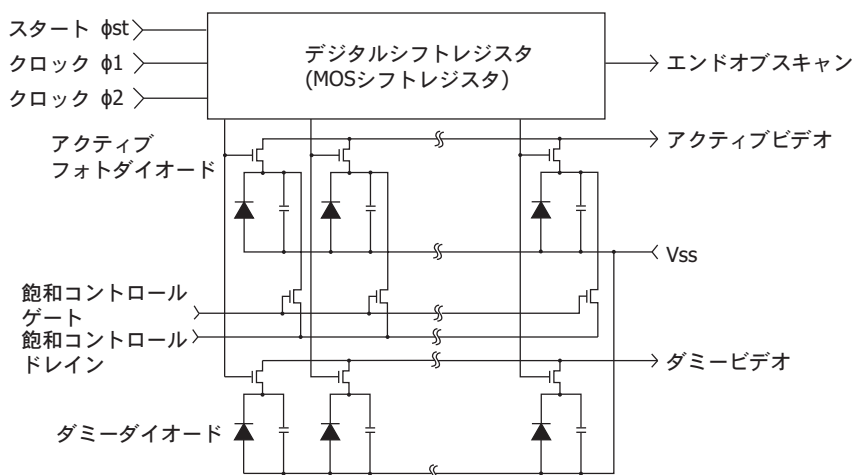 スタート ϕst
クロック ϕ1
クロック ϕ2
デジタルシフトレジスタ
(MOSシフトレジスタ)
エンドオブスキャン
アクティブ
フォトダイオード
アクティブビデオ
Vss
飽和コントロール
ゲート
飽和コントロール
ドレイン
ダミービデオ
ダミーダイオード